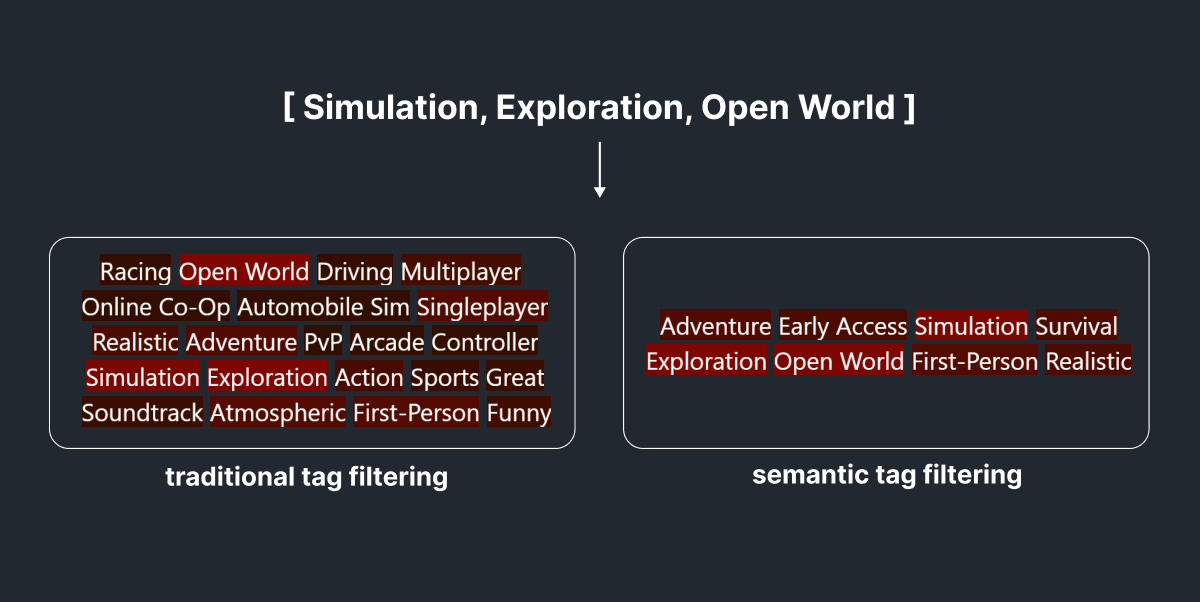 [ Simulation, Exploration, Open World ]
Racing Open World Driving Multiplayer
Online Co-Op Automobile Sim Singleplayer
Realistic Adventure PvP Arcade Controller
Simulation Exploration Action Sports Great
Soundtrack Atmospheric First-Person Funny
traditional tag filtering
Adventure Early Access Simulation Survival
Exploration Open World First-Person Realistic
semantic tag filtering